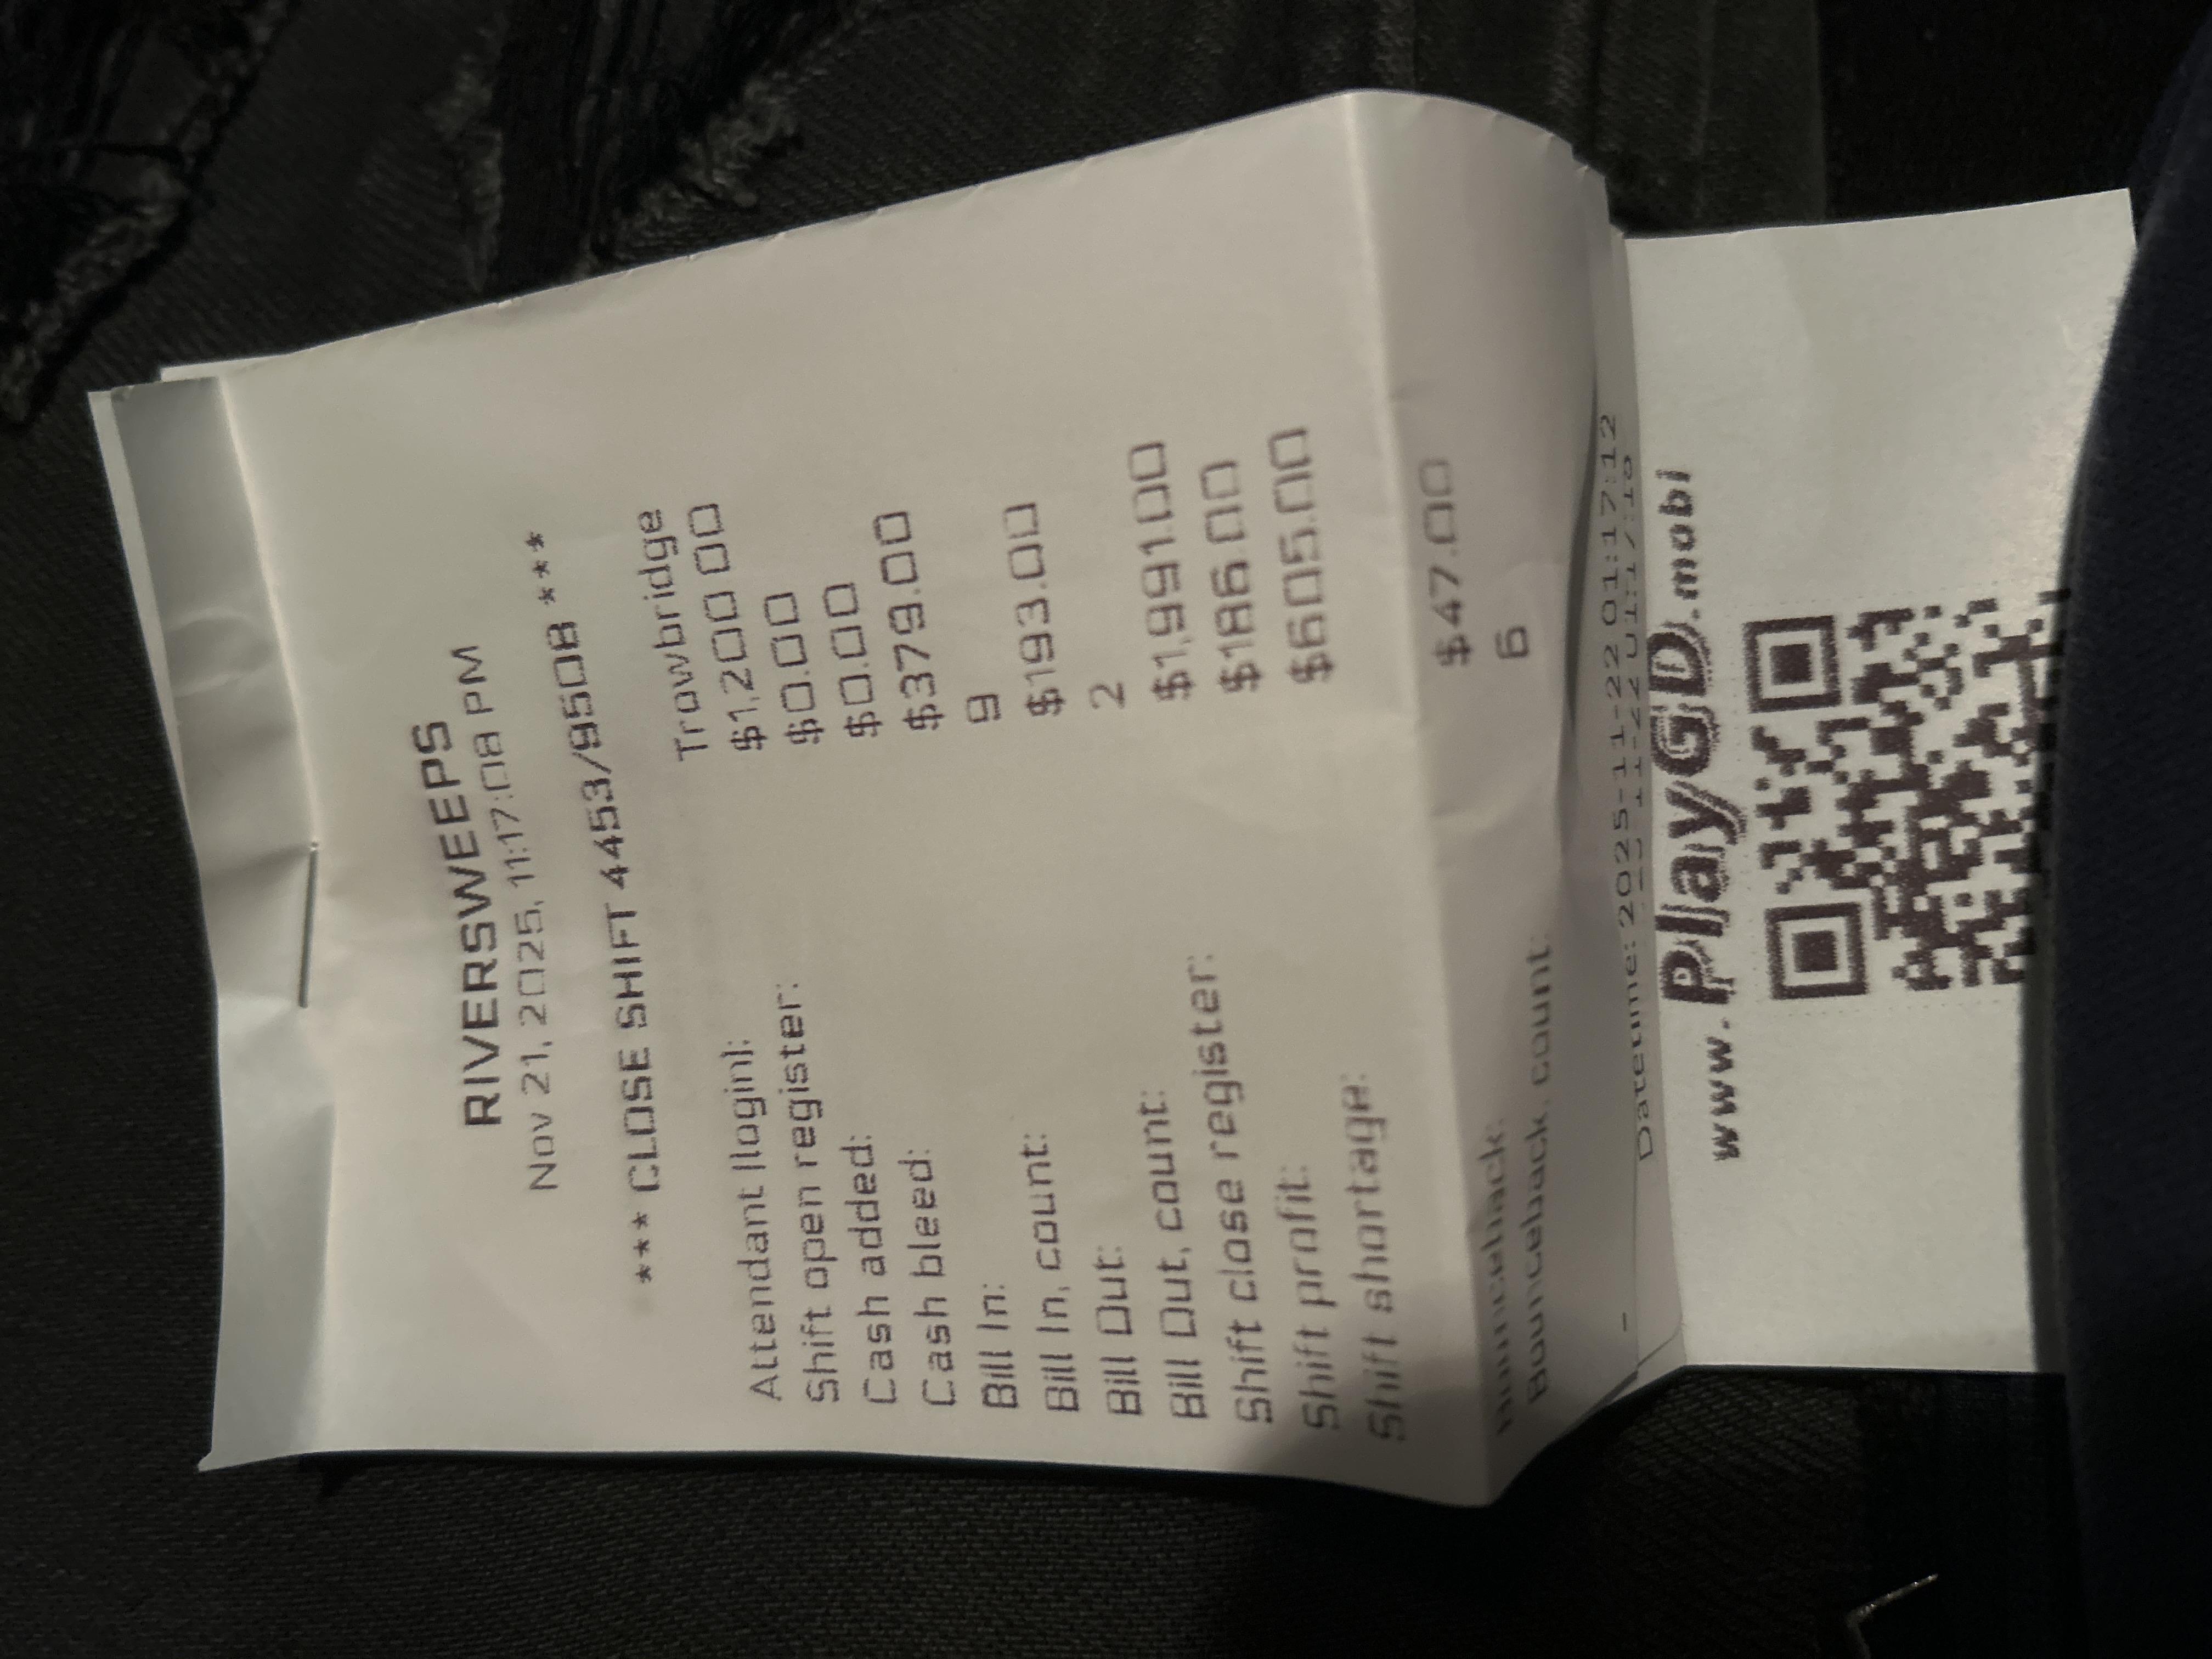 RIVERSWEEPS
Nov 21, 2025, 11:17:08 PM
*** CLOSE SHIFT 4453/9508 ***
Attendant (login): Trowbridge
Shift open register: $1,200.00
Cash added: $0.00
Cash bleed: $0.00
Bill In: $379.00
Bill In, count: 9
Bill Out: $193.00
Bill Out, count: 2
Shift close register: $1,991.00
Shift profit: $186.00
Shift shortage: $605.00
Bounceback: $47.00
Bounceback, count: 6
Datetime: 2025-11-22 01:17:12
www.PlayGD.mobi